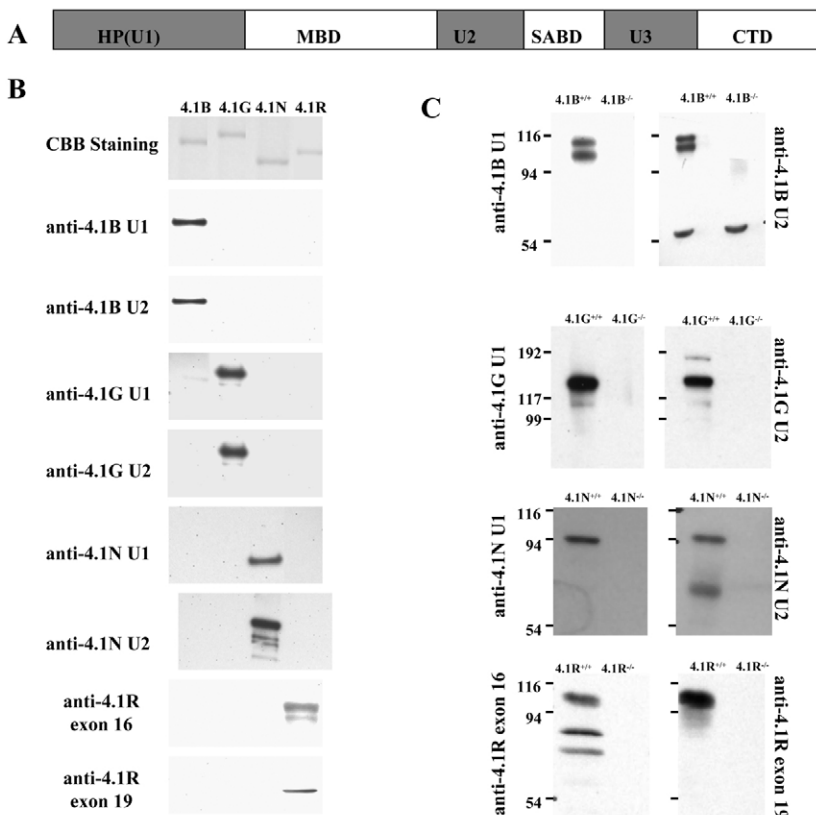 A
HP(U1) MBD U2 SABD U3 CTD
B
4.1B 4.1G 4.1N 4.1R
CBB Staining
anti-4.1B U1
anti-4.1B U2
anti-4.1G U1
anti-4.1G U2
anti-4.1N U1
anti-4.1N U2
anti-4.1R
exon 16
anti-4.1R
exon 19
C
4.1B+/+ 4.1B-/- 4.1B+/+ 4.1B-/-
anti-4.1B U1
116
94
54
anti-4.1B U2
4.1G+/+ 4.1G-/- 4.1G+/+ 4.1G-/-
anti-4.1G U1
192
117
99
anti-4.1G U2
4.1N+/+ 4.1N-/- 4.1N+/+ 4.1N-/-
anti-4.1N U1
116
94
54
anti-4.1N U2
4.1R+/+ 4.1R-/- 4.1R+/+ 4.1R-/-
anti-4.1R exon 16
116
94
54
anti-4.1R exon 19